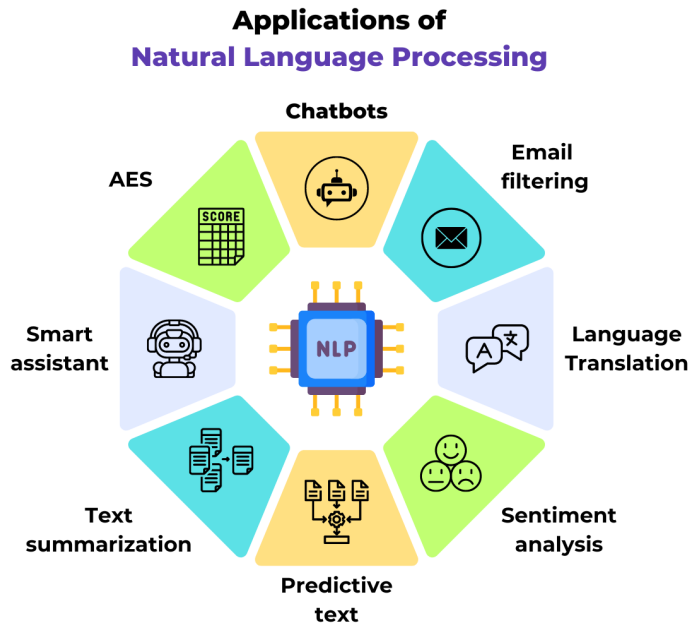 Applications of
Natural Language Processing
Chatbots
Email
filtering
AES
SCORE
Smart
assistant
NLP
Language
Translation
A
文
Text
summarization
Sentiment
analysis
Predictive
text